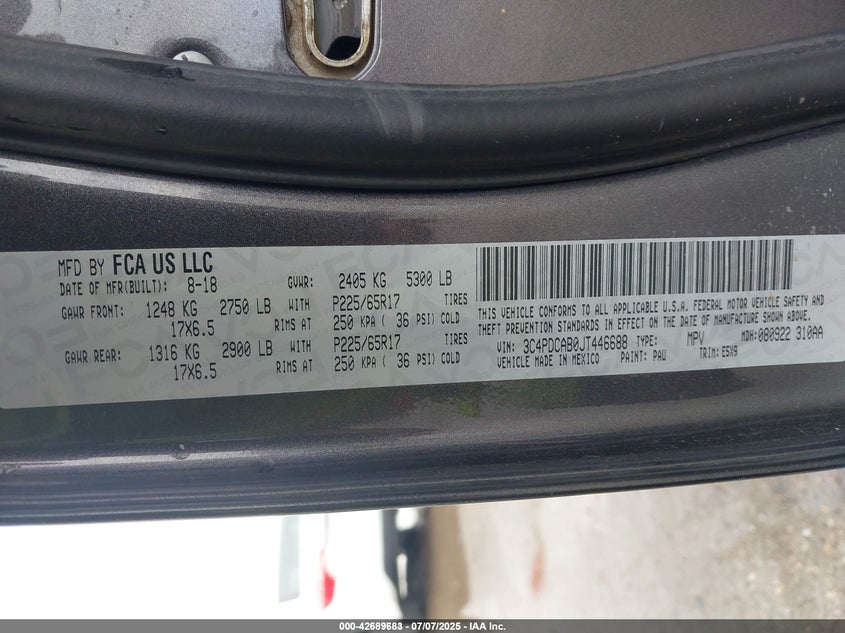 MFD BY FCA US LLC
DATE OF MFR(BUILT): 8-18 GVWR: 2405 KG 5300 LB
GAWR FRONT: 1248 KG 2750 LB WITH P225/65R17 TIRES
17X6.5 RIMS AT 250 KPA ( 36 PSI) COLD
GAWR REAR: 1316 KG 2900 LB WITH P225/65R17 TIRES
17X6.5 RIMS AT 250 KPA ( 36 PSI) COLD
THIS VEHICLE CONFORMS TO ALL APPLICABLE U.S.A. FEDERAL MOTOR VEHICLE SAFETY AND
THEFT PREVENTION STANDARDS IN EFFECT ON THE DATE OF MANUFACTURE SHOWN ABOVE.
VIN: 3C4PDCAB0JT446688 TYPE: MPV MDH: 080922 310AA
VEHICLE MADE IN MEXICO PAINT: PAU TRIM: E5X9
000-42689683 - 07/07/2025 - IAA Inc.